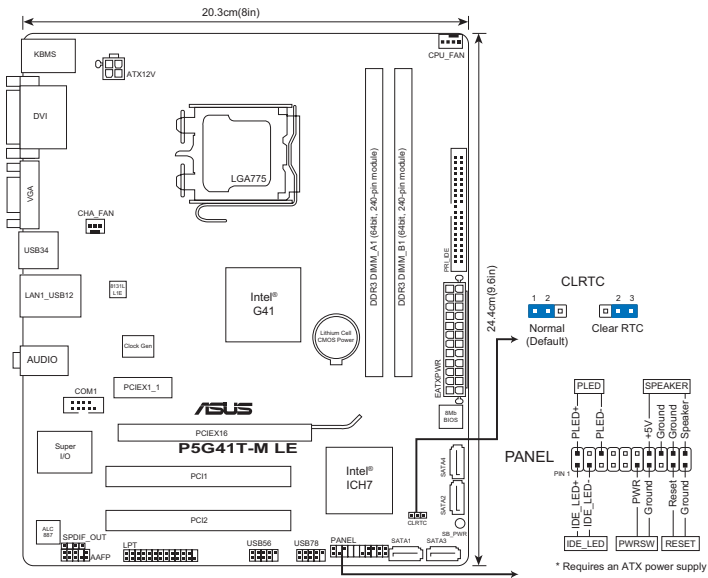 20.3cm(8in)
KBMS
ATX12V
CPU_FAN
DVI
LGA775
DDR3 DIMM_A1 (64bit, 240-pin module)
DDR3 DIMM_B1 (64bit, 240-pin module)
PRI_IDE
24.4cm(9.6in)
VGA
CHA_FAN
USB34
LAN1_USB12
8131L
L1E
Intel®
G41
Lithium Cell
CMOS Power
EATXPWR
CLRTC
1 2
2 3
Normal
(Default)
Clear RTC
Clock Gen
AUDIO
PCIEX1_1
COM1
ASUS
8Mb
BIOS
PCIEX16
P5G41T-M LE
Super
I/O
PCI1
Intel®
ICH7
SATA4
SATA2
PCI2
CLRTC
SB_PWR
ALC
887
SPDIF_OUT
AAFP
LPT
USB56
USB78
PANEL
SATA1
SATA3
PLED
SPEAKER
PLED+
PLED-
+5V
Ground
Ground
Speaker-
PANEL
PIN 1
IDE_LED+
IDE_LED-
PWR
Ground
Reset
Ground
IDE_LED
PWRSW
RESET
* Requires an ATX power supply